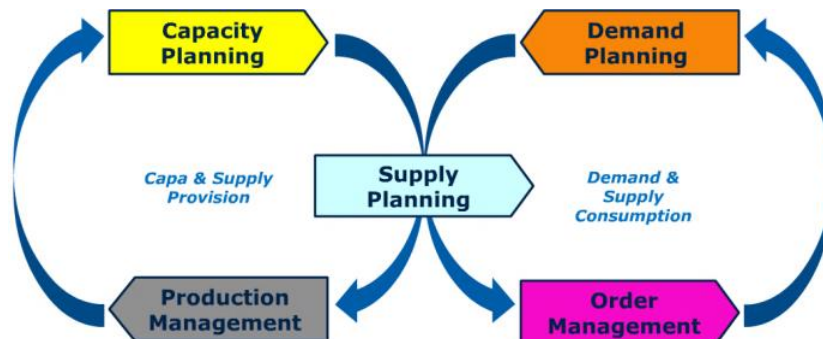 Capacity
Planning
Demand
Planning
Capa & Supply
Provision
Supply
Planning
Demand &
Supply
Consumption
Production
Management
Order
Management